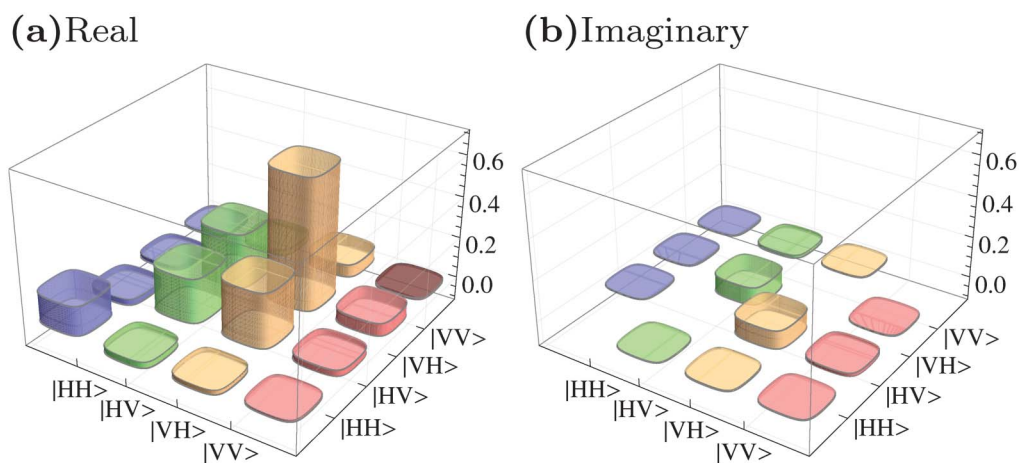 (a)Real
(b)Imaginary
0.6
0.4
0.2
0.0
|HH>
|HV>
|VH>
|VV>
|HH>
|HV>
|VH>
|VV>
0.6
0.4
0.2
0.0
|HH>
|HV>
|VH>
|VV>
|HH>
|HV>
|VH>
|VV>